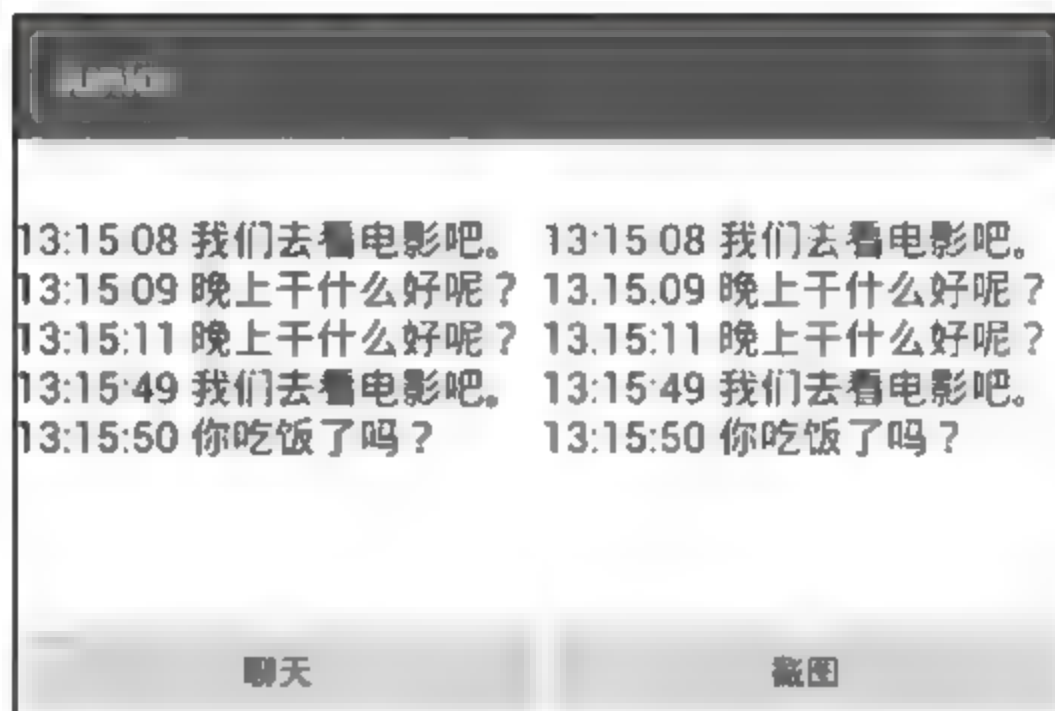 13:15:08 我们去看电影吧。 13:15:08 我们去看电影吧。
13:15:09 晚上干什么好呢？ 13:15:09 晚上干什么好呢？
13:15:11 晚上干什么好呢？ 13:15:11 晚上干什么好呢？
13:15:49 我们去看电影吧。 13:15:49 我们去看电影吧。
13:15:50 你吃饭了吗？ 13:15:50 你吃饭了吗？
聊天 截图